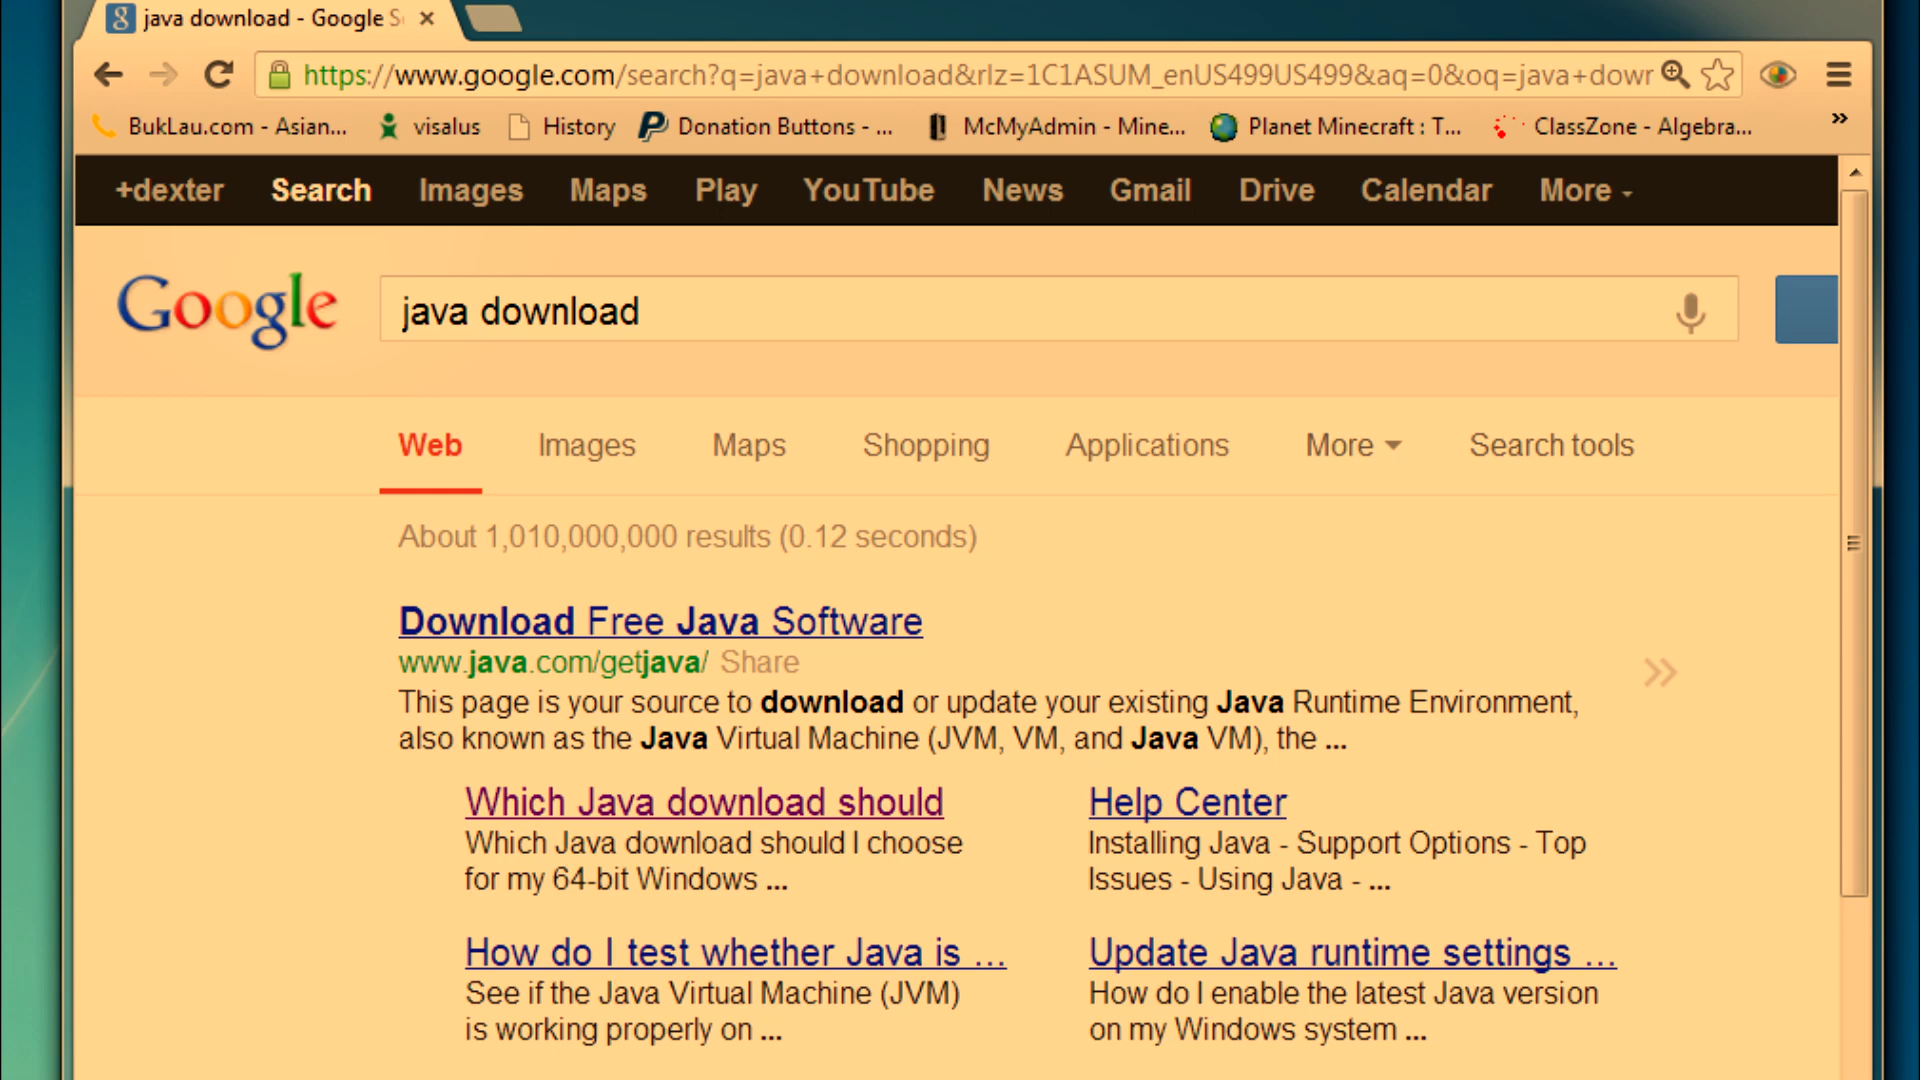 java download - Google S
https://www.google.com/search?q=java+download&rlz=1C1ASUM_enUS499US499&aq=0&oq=java+dowr
BukLau.com - Asian... visalus History Donation Buttons - ... McMyAdmin - Mine... Planet Minecraft : T... ClassZone - Algebra... »
+dexter Search Images Maps Play YouTube News Gmail Drive Calendar More
Google java download
Web Images Maps Shopping Applications More Search tools
About 1,010,000,000 results (0.12 seconds)
Download Free Java Software
www.java.com/getjava/ Share
This page is your source to download or update your existing Java Runtime Environment,
also known as the Java Virtual Machine (JVM, VM, and Java VM), the ...
Which Java download should
Which Java download should I choose
for my 64-bit Windows ...
Help Center
Installing Java - Support Options - Top
Issues - Using Java - ...
How do I test whether Java is ...
See if the Java Virtual Machine (JVM)
is working properly on ...
Update Java runtime settings ...
How do I enable the latest Java version
on my Windows system ...